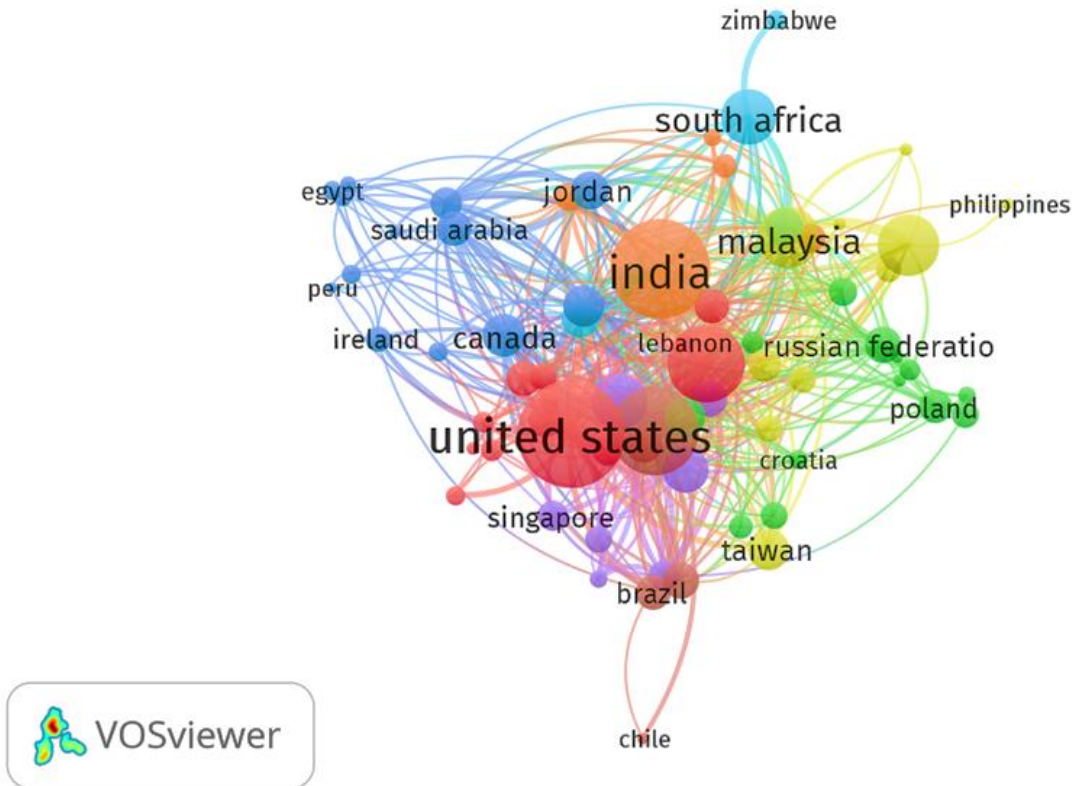 zimbabwe
south africa
egypt
jordan
philippines
saudi arabia
malaysia
india
peru
ireland
canada
lebanon
russian federatio
poland
united states
croatia
singapore
taiwan
brazil
chile
VOSviewer